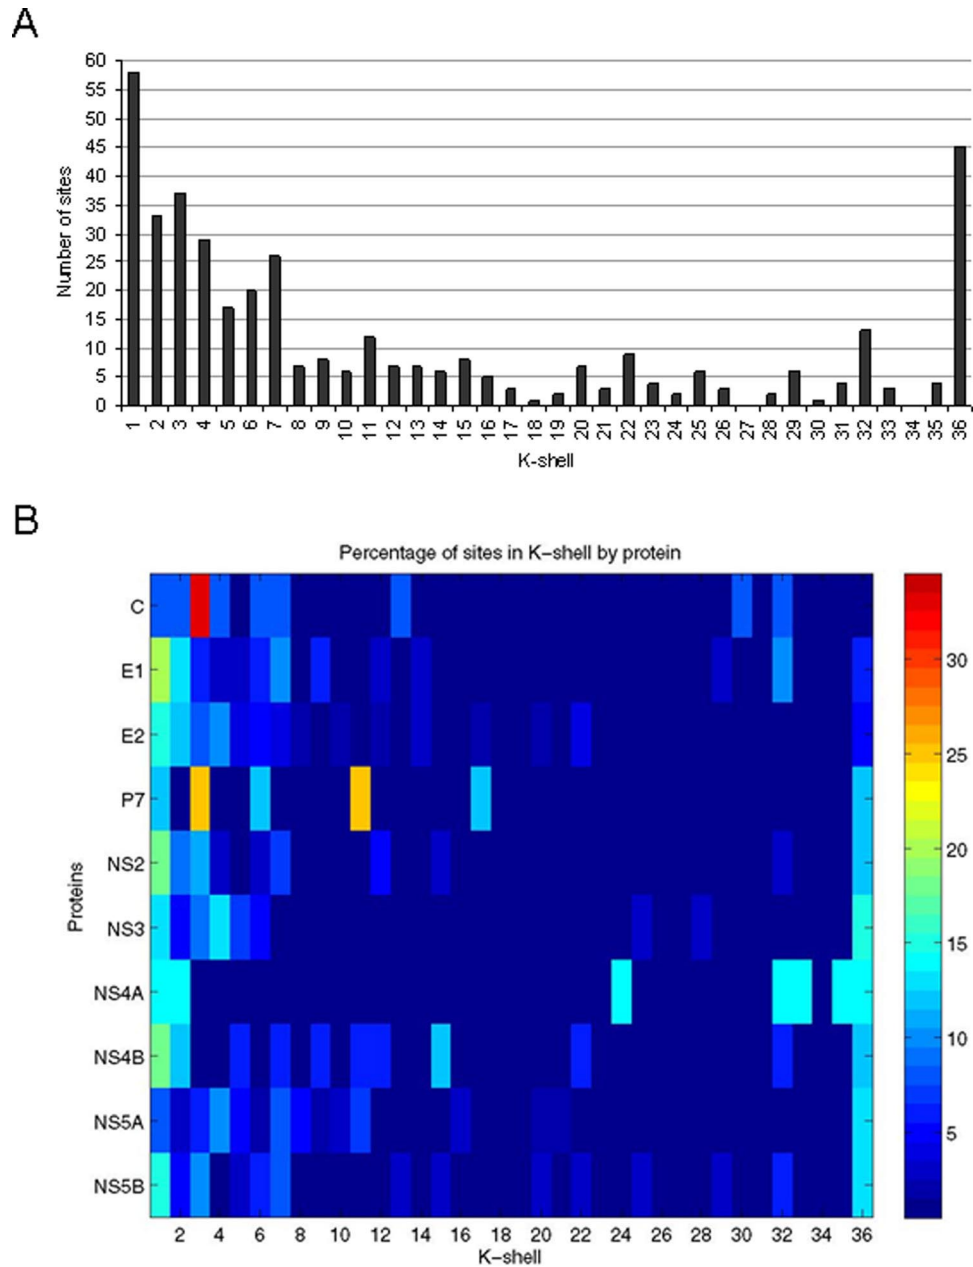 A
60
55
50
45
40
35
30
25
20
15
10
5
0
Number of sites
1 2 3 4 5 6 7 8 9 10 11 12 13 14 15 16 17 18 19 20 21 22 23 24 25 26 27 28 29 30 31 32 33 34 35 36
K-shell
B
Percentage of sites in K-shell by protein
C
E1
E2
P7
NS2
NS3
NS4A
NS4B
NS5A
NS5B
Proteins
2 4 6 8 10 12 14 16 18 20 22 24 26 28 30 32 34 36
K-shell
30
25
20
15
10
5